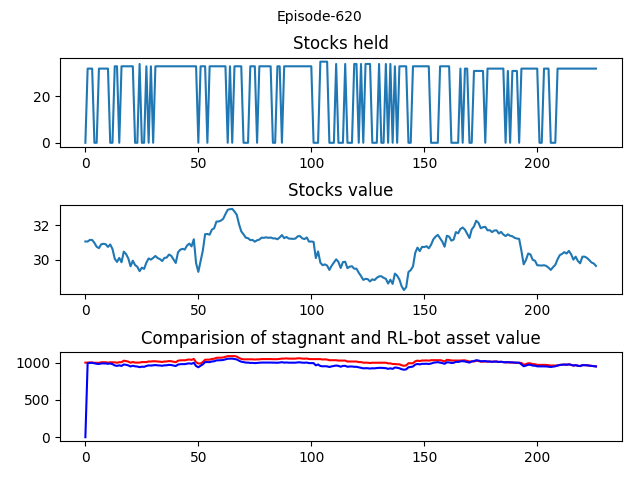 Episode-620
Stocks held
20
0
0 50 100 150 200
Stocks value
32
30
0 50 100 150 200
Comparision of stagnant and RL-bot asset value
1000
500
0
0 50 100 150 200